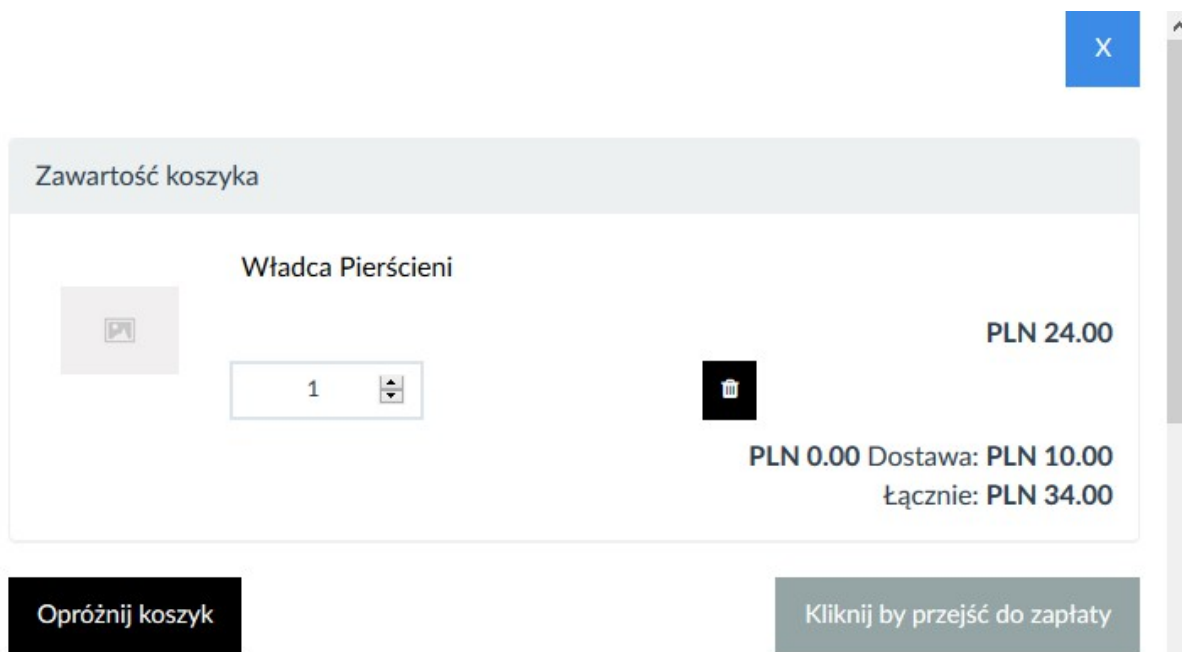 X
Zawartość koszyka
Władca Pierścieni
PLN 24.00
1
PLN 0.00 Dostawa: PLN 10.00
Łącznie: PLN 34.00
Opróżnij koszyk
Kliknij by przejść do zapłaty